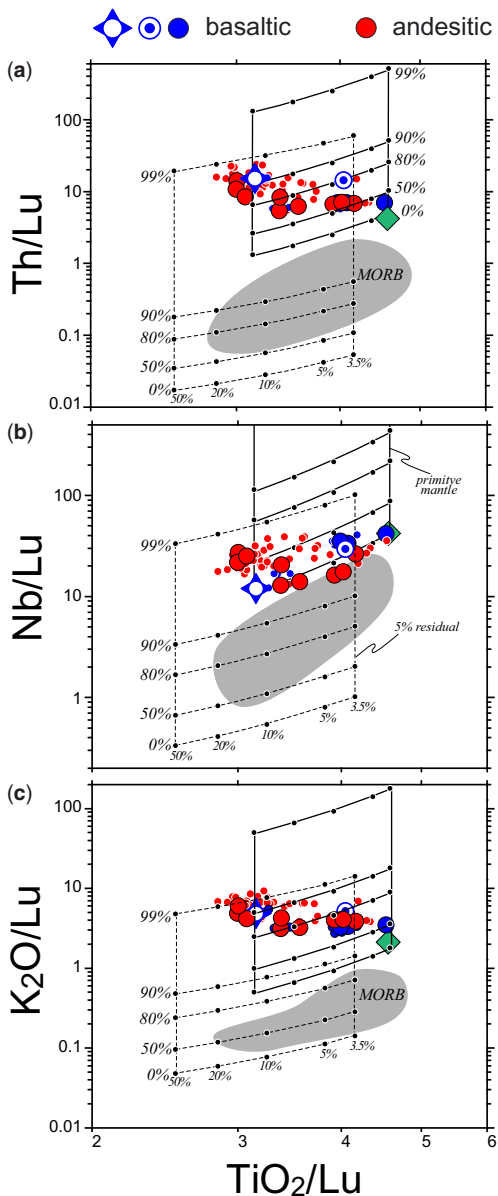 basaltic andesitic
(a)
99%
100
90%
80%
99%
10
50%
0%
Th/Lu
1
MORB
90%
80%
0.1
50%
0%
50% 20% 10% 5% 3.5%
0.01
(b)
primitye
mantle
100
99%
Nb/Lu
10
5% residual
90%
80%
1
50%
0%
50% 20% 10% 5% 3.5%
(c)
100
10
99%
K2O/Lu
1
90%
MORB
80%
0.1
50%
0%
50% 20% 10% 5% 3.5%
0.01
2 3 4 5 6
TiO2/Lu